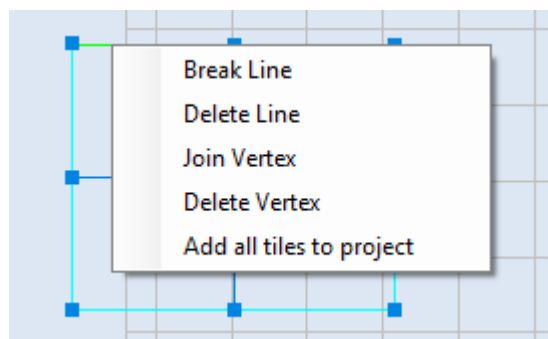 Break Line
Delete Line
Join Vertex
Delete Vertex
Add all tiles to project